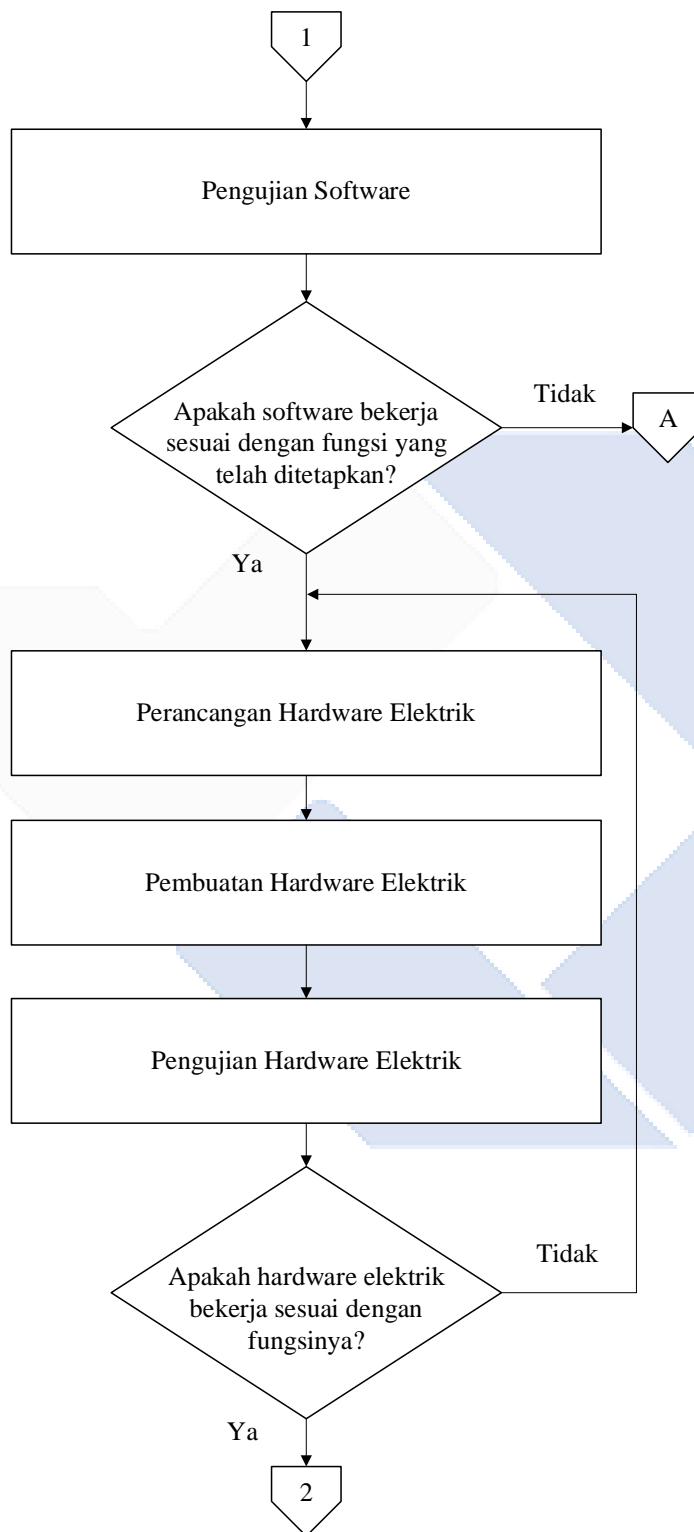 1
Pengujian Software
Apakah software bekerja
sesuai dengan fungsi yang
telah ditetapkan?
Tidak
A
Ya
Perancangan Hardware Elektrik
Pembuatan Hardware Elektrik
Pengujian Hardware Elektrik
Apakah hardware elektrik
bekerja sesuai dengan
fungsinya?
Tidak
Ya
2